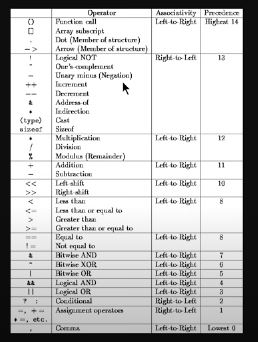 Operator Associativity Precedence
() Function call Left-to-Right Highest 14
[] Array subscript
. Dot (Member of structure)
-> Arrow (Member of structure)
! Logical NOT Right-to-Left 13
~ One's-complement
- Unary minus (Negation)
++ Increment
-- Decrement
& Address-of
* Indirection
(type) Cast
sizeof Sizeof
* Multiplication Left-to-Right 12
/ Division
% Modulus (Remainder)
+ Addition Left-to-Right 11
- Subtraction
<< Left-shift Left-to-Right 10
>> Right-shift
< Less than Left-to-Right 8
<= Less than or equal to
> Greater than
>= Greater than or equal to
== Equal to Left-to-Right 8
!= Not equal to
& Bitwise AND Left-to-Right 7
^ Bitwise XOR Left-to-Right 6
| Bitwise OR Left-to-Right 5
&& Logical AND Left-to-Right 4
|| Logical OR Left-to-Right 3
? : Conditional Right-to-Left 2
=, += Assignment operators Right-to-Left 1
*=, etc.
, Comma Left-to-Right Lowest 0